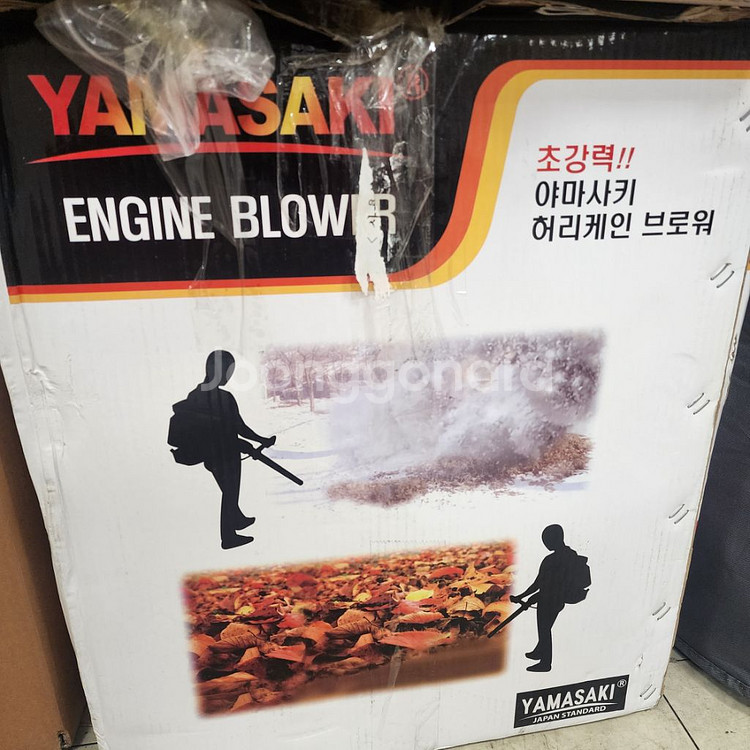 YAMASAKI®
ENGINE BLOWER
초강력!!
야마사키
허리케인 브로워
Joonggonara
YAMASAKI®
JAPAN STANDARD